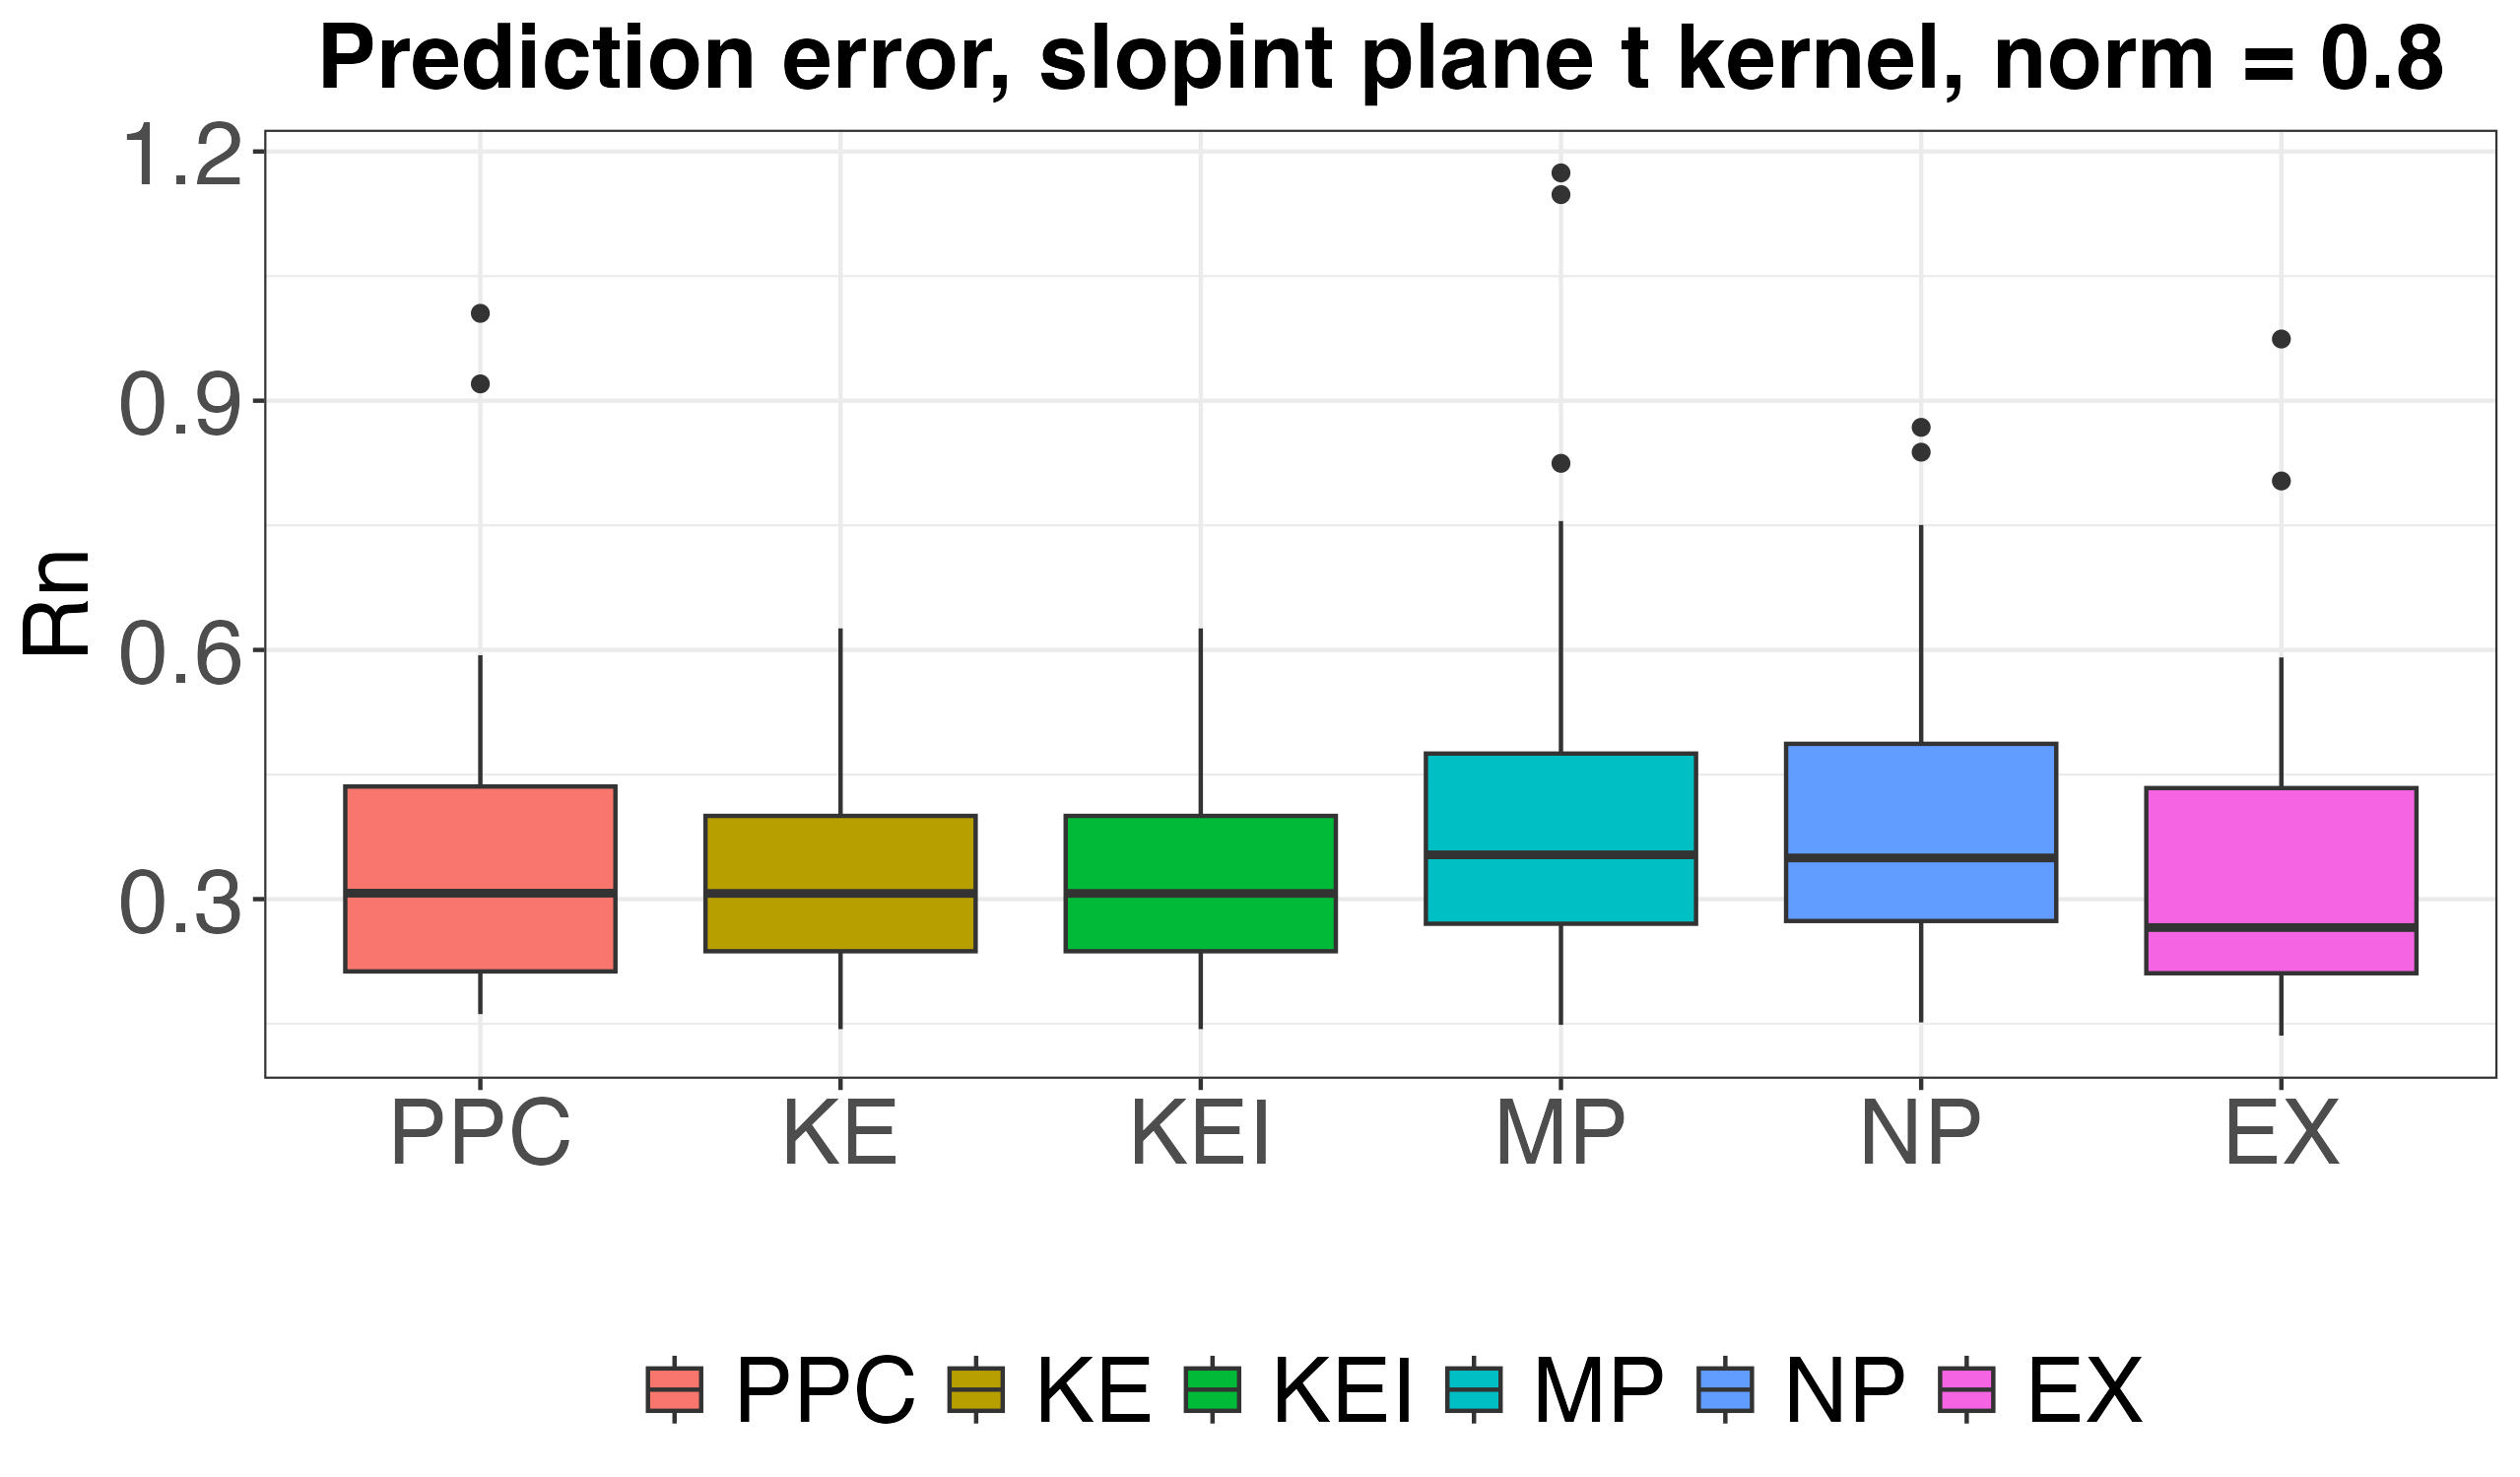 Prediction error, slopint plane t kernel, norm = 0.8
1.2
0.9
0.6
0.3
Rn
PPC KE KEI MP NP EX
PPC KE KEI MP NP EX